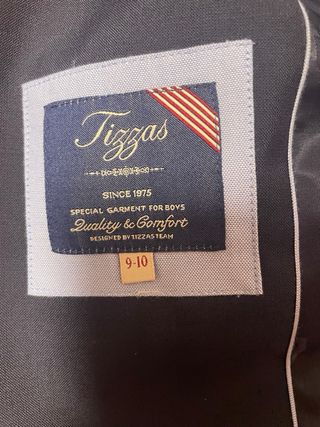 Tizzas
SINCE 1975
SPECIAL GARMENT FOR BOYS
Quality & Comfort
DESIGNED BY TIZZAS TEAM
9-10